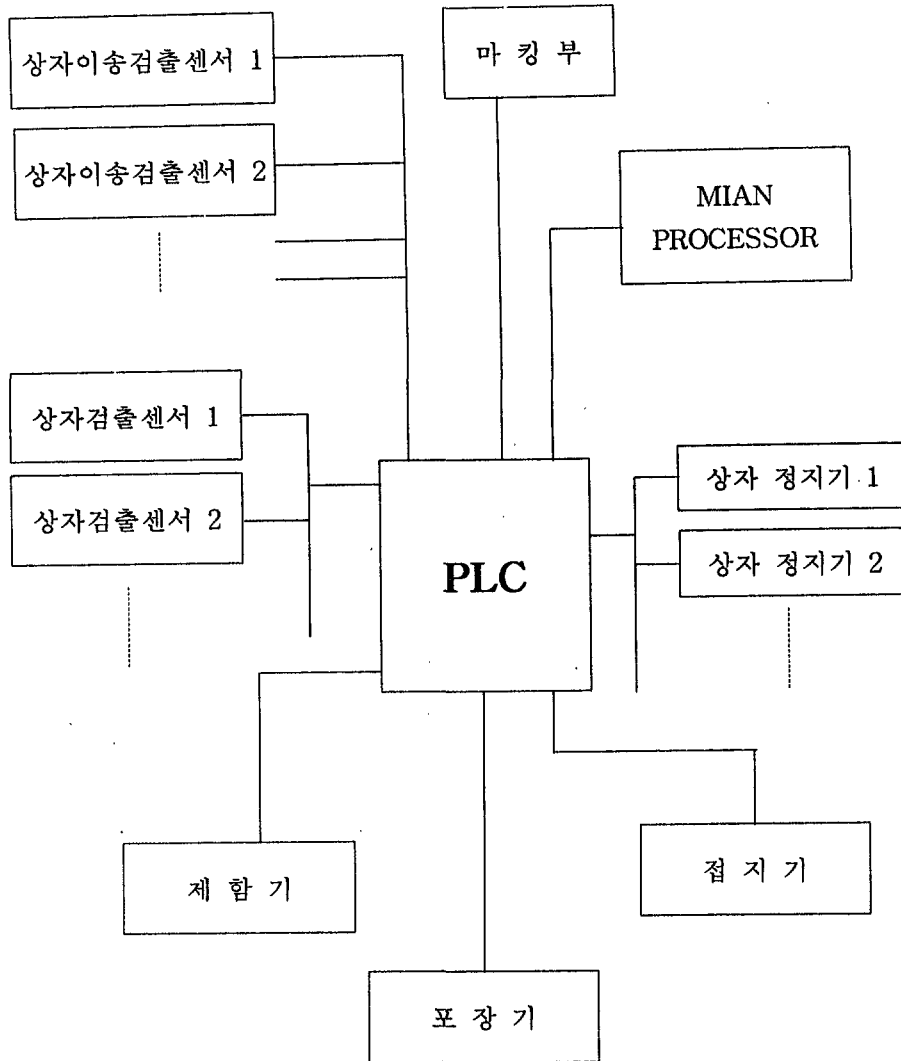 상자이송검출센서 1
마 킹 부
상자이송검출센서 2
MIAN
PROCESSOR
상자검출센서 1
상자검출센서 2
상자 정지기 1
상자 정지기 2
PLC
제 함 기
접 지 기
포 장 기